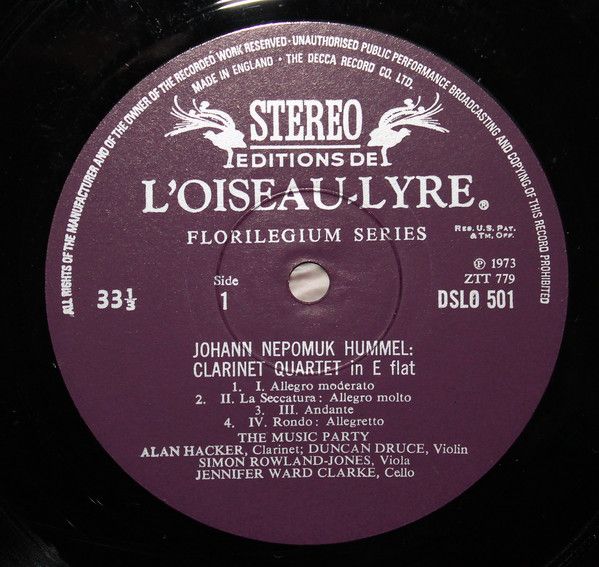 ALL RIGHTS OF THE MANUFACTURER AND OF THE OWNER OF THE RECORDED WORK RESERVED · UNAUTHORISED PUBLIC PERFORMANCE BROADCASTING AND COPYING OF THIS RECORD PROHIBITED
MADE IN ENGLAND · THE DECCA RECORD CO. LTD.
STEREO
EDITIONS DE
L'OISEAU-LYRE®
FLORILEGIUM SERIES
REG. U.S. PAT.
& TM. OFF.
℗ 1973
ZTT 779
33⅓
Side
1
DSLO 501
JOHANN NEPOMUK HUMMEL:
CLARINET QUARTET in E flat
1. I. Allegro moderato
2. II. La Seccatura: Allegro molto
3. III. Andante
4. IV. Rondo: Allegretto
THE MUSIC PARTY
ALAN HACKER, Clarinet; DUNCAN DRUCE, Violin
SIMON ROWLAND-JONES, Viola
JENNIFER WARD CLARKE, Cello